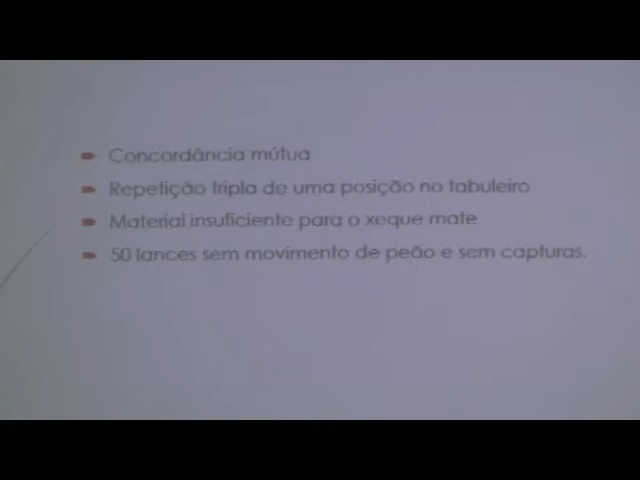 Concordância mútua
Repetição tripla de uma posição no tabuleiro
Material insuficiente para o xeque mate
50 lances sem movimento de peão e sem capturas.